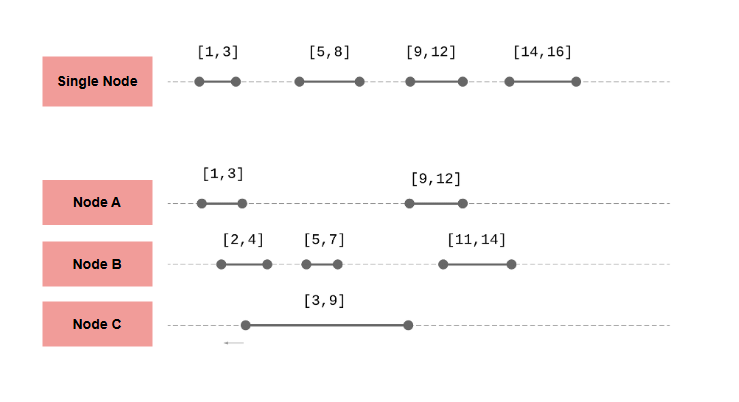 [1,3] [5,8] [9,12] [14,16]
Single Node
[1,3] [9,12]
Node A
[2,4] [5,7] [11,14]
Node B
[3,9]
Node C